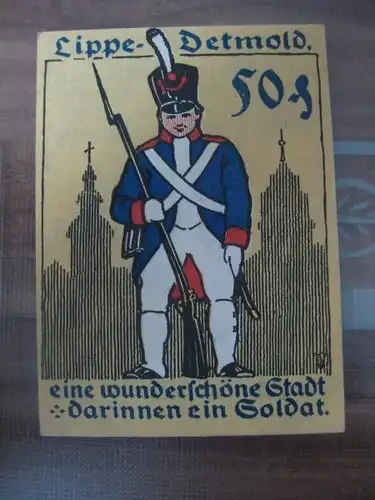 Lippe-Detmold.
50 ₰
eine wunderschöne Stadt
darinnen ein Soldat.